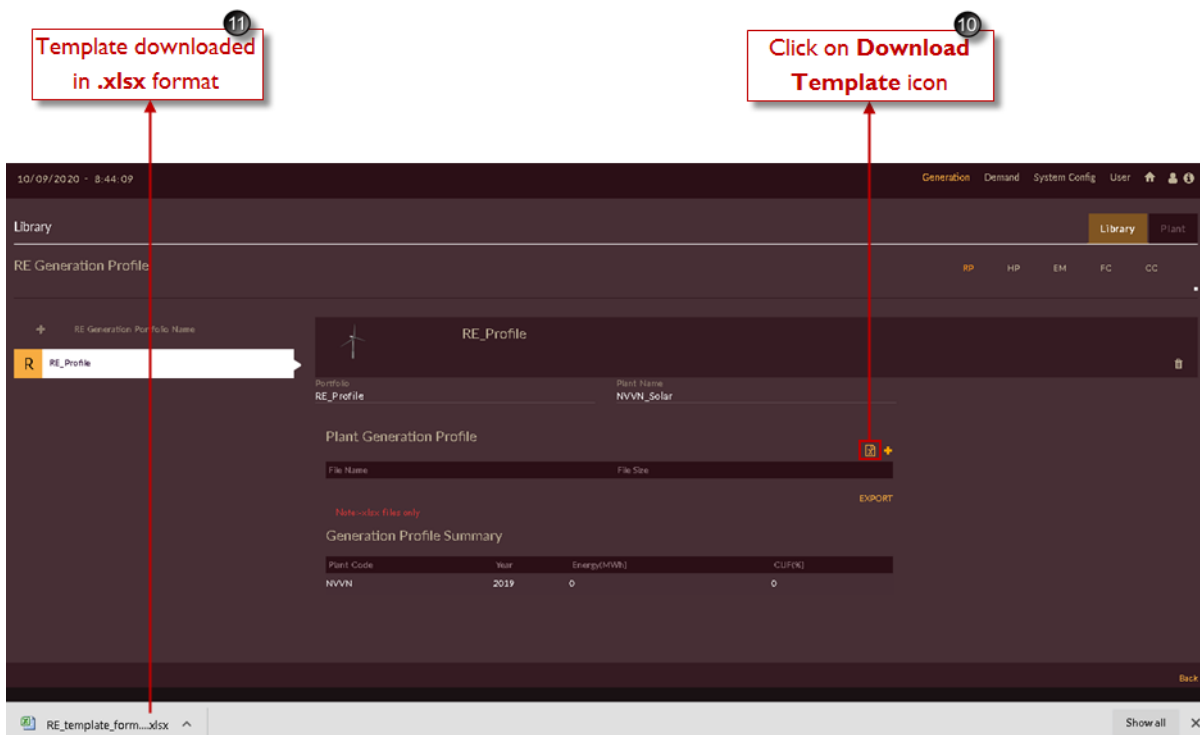 11
Template downloaded
in .xlsx format
10
Click on Download
Template icon
10/09/2020 - 8:44:09
Generation Demand System Config User
Library
Library Plant
RE Generation Profile
RP HP EM FC CC
RE Generation Portfolio Name
RE_Profile
R RE_Profile
Portfolio Plant Name
RE_Profile NVVN_Solar
Plant Generation Profile
File Name File Size
EXPORT
Note:-xlsx files only
Generation Profile Summary
Plant Code Year Energy(MWh) CUF(%)
NVVN 2019 0 0
Back
RE_template_form....xlsx
Show all